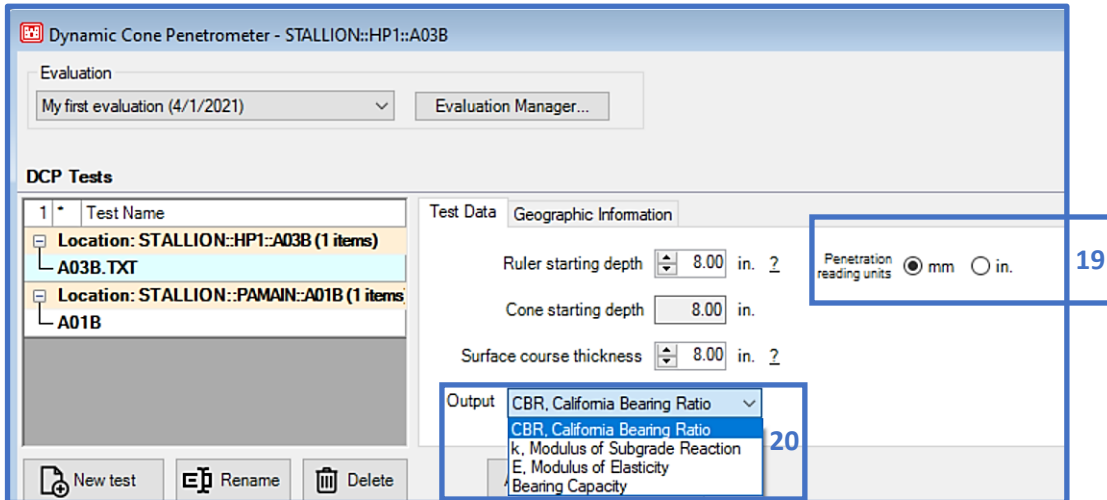 Dynamic Cone Penetrometer - STALLION::HP1::A03B
Evaluation
My first evaluation (4/1/2021)
Evaluation Manager...
DCP Tests
1 * Test Name
Location: STALLION::HP1::A03B (1 items)
A03B.TXT
Location: STALLION::PAMAIN::A01B (1 items
A01B
Test Data Geographic Information
Ruler starting depth 8.00 in. ?
Cone starting depth 8.00 in.
Surface course thickness 8.00 in. ?
Penetration
reading units mm in.
19
Output CBR, California Bearing Ratio
CBR, California Bearing Ratio
k, Modulus of Subgrade Reaction
E, Modulus of Elasticity
Bearing Capacity
20
New test Rename Delete